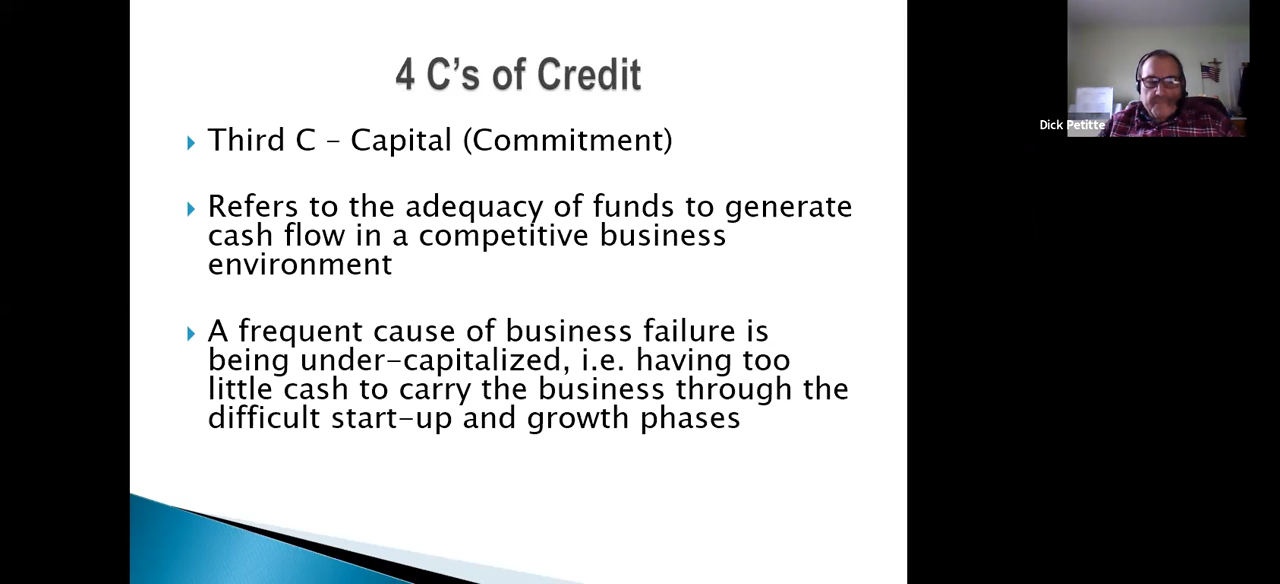 4 C's of Credit
Third C – Capital (Commitment)
Refers to the adequacy of funds to generate
cash flow in a competitive business
environment
A frequent cause of business failure is
being under-capitalized, i.e. having too
little cash to carry the business through the
difficult start-up and growth phases
Dick Petitte